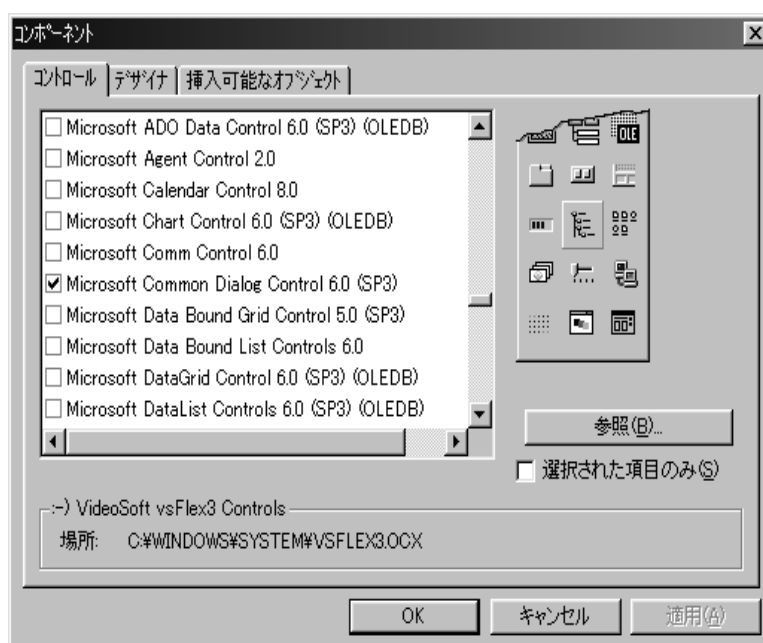 コンポーネント
コントロール デザイナ 挿入可能なオブジェクト
Microsoft ADO Data Control 6.0 (SP3) (OLEDB)
Microsoft Agent Control 2.0
Microsoft Calendar Control 8.0
Microsoft Chart Control 6.0 (SP3) (OLEDB)
Microsoft Comm Control 6.0
Microsoft Common Dialog Control 6.0 (SP3)
Microsoft Data Bound Grid Control 5.0 (SP3)
Microsoft Data Bound List Controls 6.0
Microsoft DataGrid Control 6.0 (SP3) (OLEDB)
Microsoft DataList Controls 6.0 (SP3) (OLEDB)
OLE
参照(B)...
選択された項目のみ(S)
:-) VideoSoft vsFlex3 Controls
場所: C:¥WINDOWS¥SYSTEM¥VSFLEX3.OCX
OK キャンセル 適用(A)